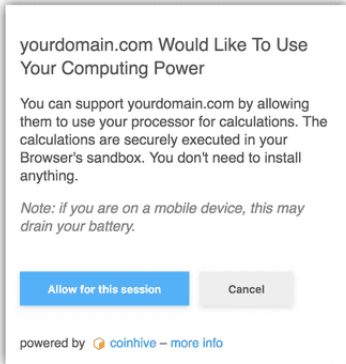 yourdomain.com Would Like To Use
Your Computing Power
You can support yourdomain.com by allowing
them to use your processor for calculations. The
calculations are securely executed in your
Browser's sandbox. You don't need to install
anything.
Note: if you are on a mobile device, this may
drain your battery.
Allow for this session Cancel
powered by coinhive – more info